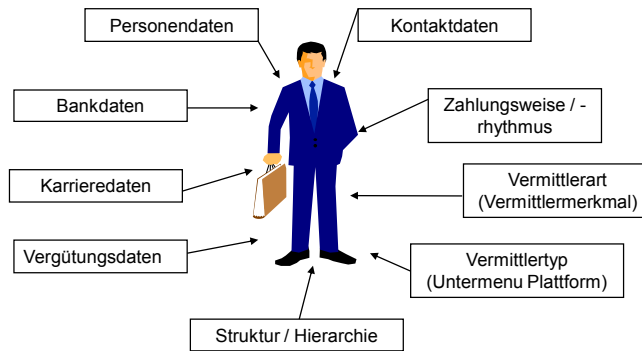 Personendaten
Kontaktdaten
Bankdaten
Zahlungsweise / -
rhythmus
Karrieredaten
Vermittlerart
(Vermittlermerkmal)
Vergütungsdaten
Vermittlertyp
(Untermenu Plattform)
Struktur / Hierarchie